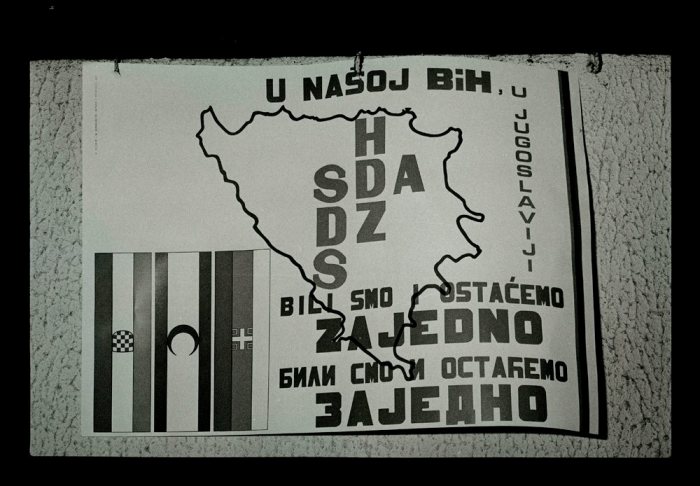 U NAŠOJ BiH, U JUGOSLAVIJI
HDZ
SDA
SDS
BILI SMO I OSTAĆEMO
ZAJEDNO
БИЛИ СМО И ОСТАЋЕМО
ЗАЈЕДНО